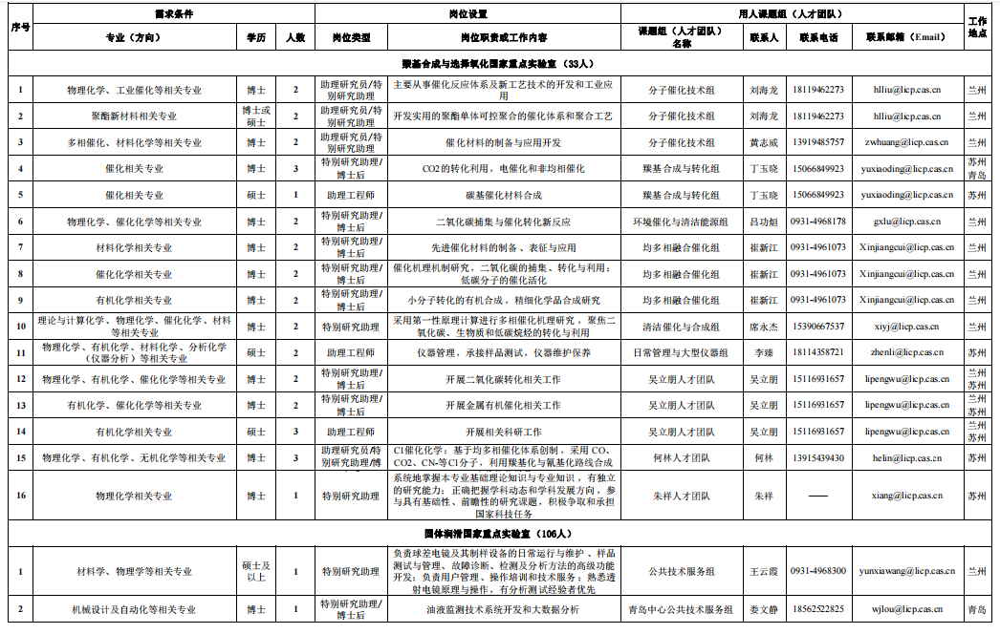 序号 需求条件 岗位设置 用人课题组（人才团队） 工作地点
专业（方向） 学历 人数 岗位类型 岗位职责或工作内容 课题组（人才团队）名称 联系人 联系电话 联系邮箱（Email）
羰基合成与选择氧化国家重点实验室（33人）
1 物理化学、工业催化等相关专业 博士 2 助理研究员/特别研究助理 主要从事催化反应体系及新工艺技术的开发和工业应用 分子催化技术组 刘海龙 18119462273 hlliu@licp.cas.cn 兰州
2 聚酯新材料相关专业 博士或硕士 2 助理研究员/特别研究助理 开发实用的聚酯单体可控聚合的催化体系和聚合工艺 分子催化技术组 刘海龙 18119462273 hlliu@licp.cas.cn 兰州
3 多相催化、材料化学等相关专业 博士 2 助理研究员/特别研究助理 催化材料的制备与应用开发 分子催化技术组 黄志威 13919485757 zwhuang@licp.cas.cn 兰州
4 催化相关专业 博士 3 特别研究助理/博士后 CO2的转化利用，电催化和非均相催化 羰基合成与转化组 丁玉晓 15066849923 yuxiaoding@licp.cas.cn 苏州 青岛
5 催化相关专业 硕士 1 助理工程师 碳基催化材料合成 羰基合成与转化组 丁玉晓 15066849923 yuxiaoding@licp.cas.cn 苏州
6 物理化学、催化化学等相关专业 博士 2 特别研究助理/博士后 二氧化碳捕集与催化转化新反应 环境催化与清洁能源组 吕功煊 0931-4968178 gxlu@licp.cas.cn 兰州
7 材料化学相关专业 博士 2 特别研究助理/博士后 先进催化材料的制备、表征与应用 均多相融合催化组 崔新江 0931-4961073 Xinjiangcui@licp.cas.cn 兰州
8 催化化学相关专业 博士 2 特别研究助理/博士后 催化机理机制研究，二氧化碳的捕集、转化与利用；低碳分子的催化活化 均多相融合催化组 崔新江 0931-4961073 Xinjiangcui@licp.cas.cn 兰州
9 有机化学相关专业 博士 2 特别研究助理/博士后 小分子转化的有机合成，精细化学品合成研究 均多相融合催化组 崔新江 0931-4961073 Xinjiangcui@licp.cas.cn 兰州
10 理论与计算化学、物理化学、催化化学、材料等相关专业 博士 2 特别研究助理 采用第一性原理计算进行多相催化机理研究，聚焦二氧化碳、生物质和低碳烷烃的转化与利用 清洁催化与合成组 席永杰 15390667537 xiyj@licp.cas.cn 兰州
11 物理化学、有机化学、材料化学、分析化学（仪器分析）等相关专业 硕士 2 助理工程师 仪器管理，承接样品测试，仪器维护保养 日常管理与大型仪器组 李臻 18114358721 zhenli@licp.cas.cn 苏州
12 物理化学、有机化学、催化化学等相关专业 博士 2 特别研究助理/博士后 开展二氧化碳转化相关工作 吴立朋人才团队 吴立朋 15116931657 lipengwu@licp.cas.cn 兰州 苏州
13 有机化学、催化化学等相关专业 博士 2 特别研究助理/博士后 开展金属有机催化相关工作 吴立朋人才团队 吴立朋 15116931657 lipengwu@licp.cas.cn 兰州 苏州
14 有机化学相关专业 硕士 3 助理工程师 开展相关科研工作 吴立朋人才团队 吴立朋 15116931657 lipengwu@licp.cas.cn 兰州 苏州
15 物理化学、有机化学、无机化学等相关专业 博士 3 助理研究员/特别研究助理/博 C1催化化学：基于均多相催化体系创制，采用 CO、CO2、CN-等C1分子，利用羰基化与氰基化路线合成 何林人才团队 何林 13915439430 helin@licp.cas.cn 苏州
16 物理化学相关专业 博士 1 特别研究助理 系统地掌握本专业基础理论知识与专业知识，有独立的研究能力；正确把握学科动态和学科发展方向，参与具有基础性、前瞻性的研究课题，积极争取和承担国家科技任务 朱祥人才团队 朱祥 —— xiang@licp.cas.cn 苏州
固体润滑国家重点实验室（106人）
1 材料学、物理学等相关专业 硕士及以上 1 特别研究助理 负责球差电镜及其制样设备的日常运行与维护、样品测试与管理、故障诊断、检测及分析方法的高级功能开发；负责用户管理、操作培训和技术服务；熟悉透射电镜原理与操作，有分析测试经验者优先 公共技术服务组 王云霞 0931-4968300 yunxiawang@licp.cas.cn 兰州
2 机械设计及自动化等相关专业 博士 1 特别研究助理/博士后 油液监测技术系统开发和大数据分析 青岛中心公共技术服务组 娄文静 18562522825 wjlou@licp.cas.cn 青岛